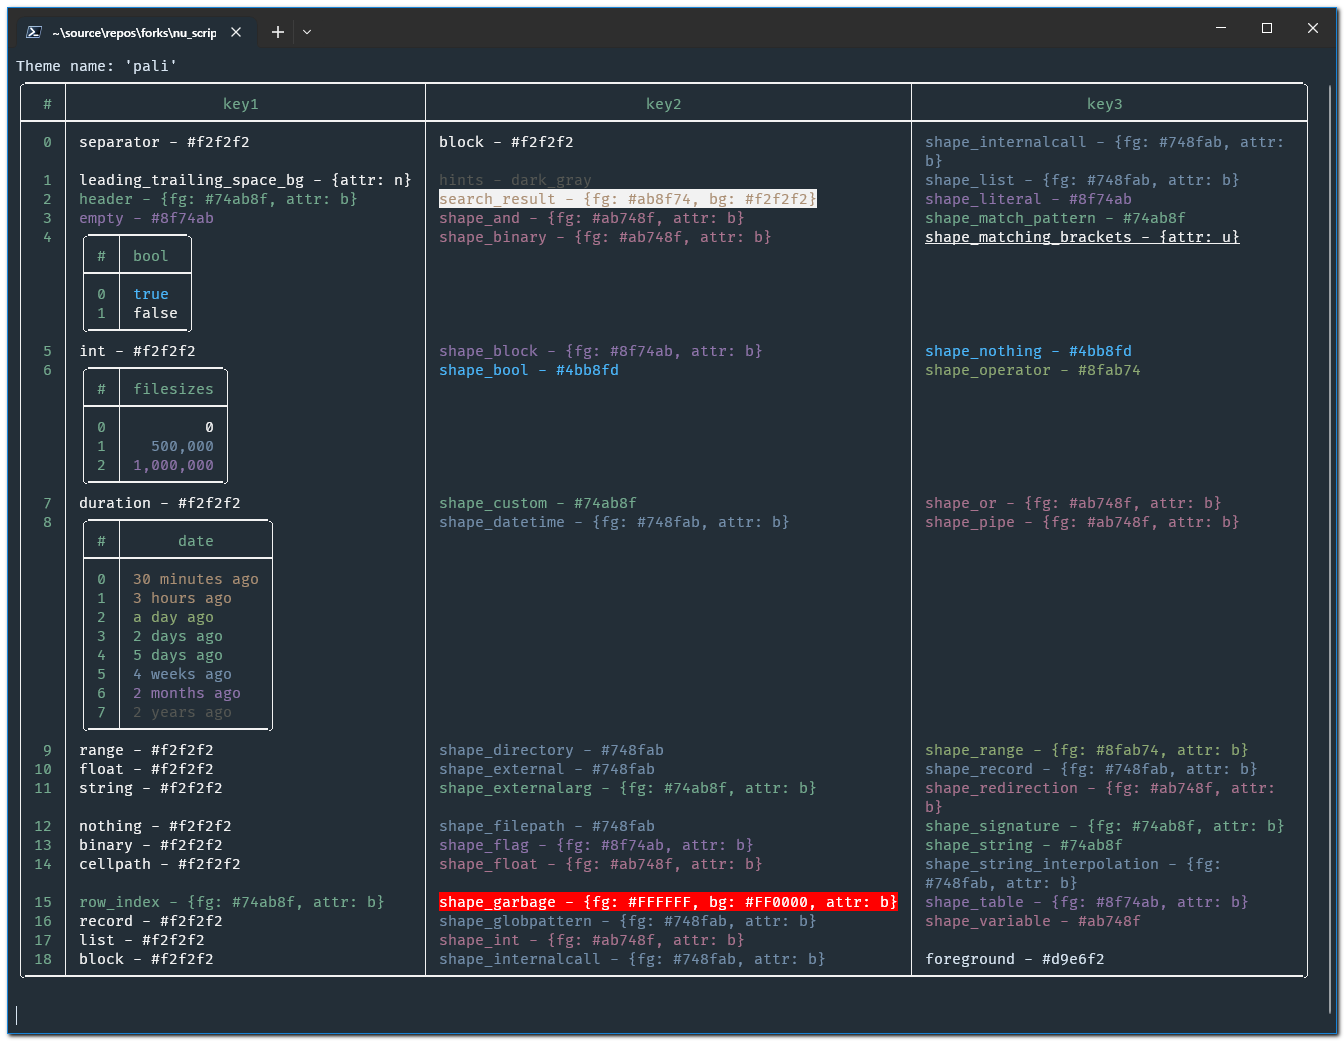 ~\source\repos\forks\nu_scrip
Theme name: 'pali'
# key1 key2 key3
0 separator - #f2f2f2 block - #f2f2f2 shape_internalcall - {fg: #748fab, attr:
b}
1 leading_trailing_space_bg - {attr: n} hints - dark_gray shape_list - {fg: #748fab, attr: b}
2 header - {fg: #74ab8f, attr: b} search_result - {fg: #ab8f74, bg: #f2f2f2} shape_literal - #8f74ab
3 empty - #8f74ab shape_and - {fg: #ab748f, attr: b} shape_match_pattern - #74ab8f
4 shape_binary - {fg: #ab748f, attr: b} shape_matching_brackets - {attr: u}
# bool
0 true
1 false
5 int - #f2f2f2 shape_block - {fg: #8f74ab, attr: b} shape_nothing - #4bb8fd
6 shape_bool - #4bb8fd shape_operator - #8fab74
# filesizes
0 0
1 500,000
2 1,000,000
7 duration - #f2f2f2 shape_custom - #74ab8f shape_or - {fg: #ab748f, attr: b}
8 shape_datetime - {fg: #748fab, attr: b} shape_pipe - {fg: #ab748f, attr: b}
# date
0 30 minutes ago
1 3 hours ago
2 a day ago
3 2 days ago
4 5 days ago
5 4 weeks ago
6 2 months ago
7 2 years ago
9 range - #f2f2f2 shape_directory - #748fab shape_range - {fg: #8fab74, attr: b}
10 float - #f2f2f2 shape_external - #748fab shape_record - {fg: #748fab, attr: b}
11 string - #f2f2f2 shape_externalarg - {fg: #74ab8f, attr: b} shape_redirection - {fg: #ab748f, attr:
b}
12 nothing - #f2f2f2 shape_filepath - #748fab shape_signature - {fg: #74ab8f, attr: b}
13 binary - #f2f2f2 shape_flag - {fg: #8f74ab, attr: b} shape_string - #74ab8f
14 cellpath - #f2f2f2 shape_float - {fg: #ab748f, attr: b} shape_string_interpolation - {fg:
#748fab, attr: b}
15 row_index - {fg: #74ab8f, attr: b} shape_garbage - {fg: #FFFFFF, bg: #FF0000, attr: b} shape_table - {fg: #8f74ab, attr: b}
16 record - #f2f2f2 shape_globpattern - {fg: #748fab, attr: b} shape_variable - #ab748f
17 list - #f2f2f2 shape_int - {fg: #ab748f, attr: b}
18 block - #f2f2f2 shape_internalcall - {fg: #748fab, attr: b} foreground - #d9e6f2